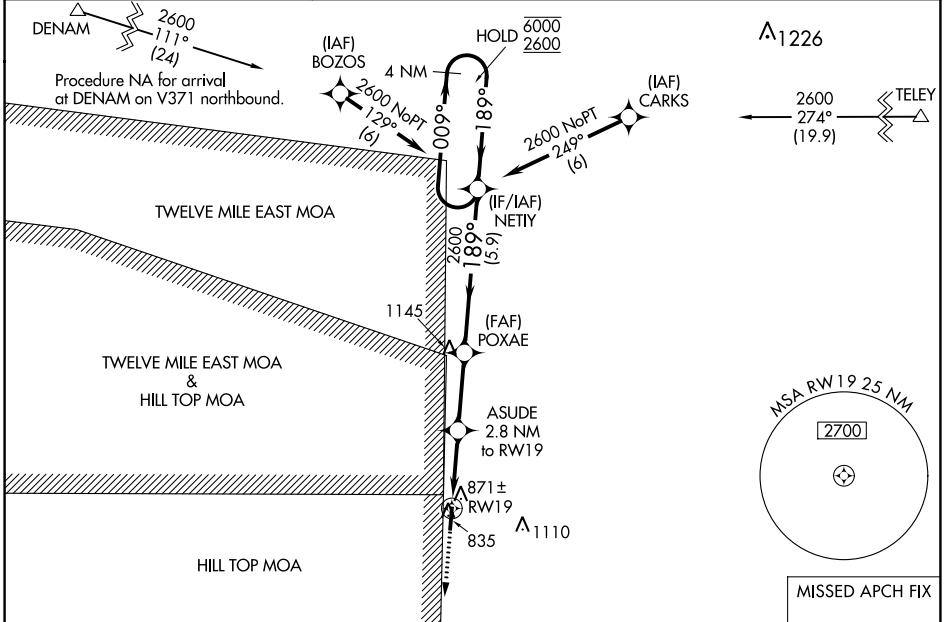 DENAM
2600
111°
(24)
Procedure NA for arrival
at DENAM on V371 northbound.
(IAF)
BOZOS
2600 NoPT
129°
(6)
4 NM
HOLD
6000
2600
009°
189°
1226
(IAF)
CARKS
2600 NoPT
249°
(6)
2600
274°
(19.9)
TELEY
(IF/IAF)
NETIY
TWELVE MILE EAST MOA
2600
189°
(5.9)
1145
(FAF)
POXAE
TWELVE MILE EAST MOA
&
HILL TOP MOA
ASUDE
2.8 NM
to RW19
871±
RW19
835
1110
HILL TOP MOA
MSA RW19 25 NM
2700
MISSED APCH FIX